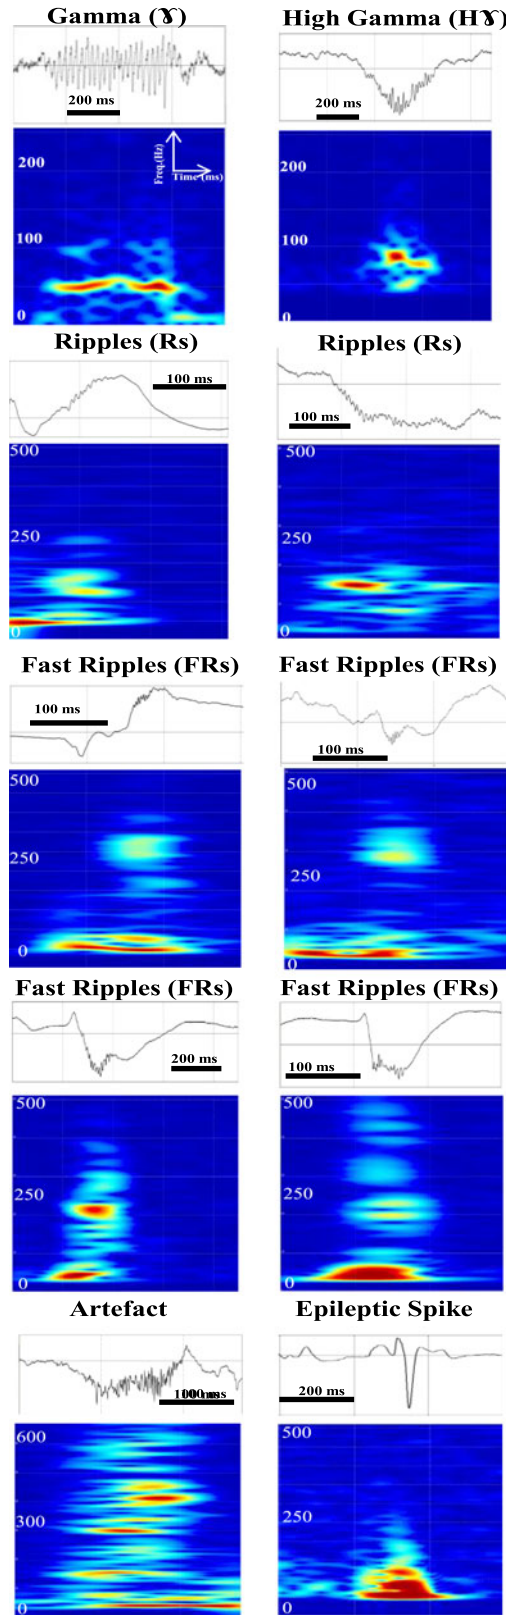 Gamma (ɣ)
High Gamma (Hɣ)
200 ms
200 ms
200
100
0
Freq.(Hz)
Time (ms)
200
100
0
Ripples (Rs)
Ripples (Rs)
100 ms
100 ms
500
250
0
500
250
0
Fast Ripples (FRs)
Fast Ripples (FRs)
100 ms
100 ms
500
250
0
500
250
0
Fast Ripples (FRs)
Fast Ripples (FRs)
200 ms
100 ms
500
250
0
500
250
0
Artefact
Epileptic Spike
200 ms
600
300
0
500
250
0